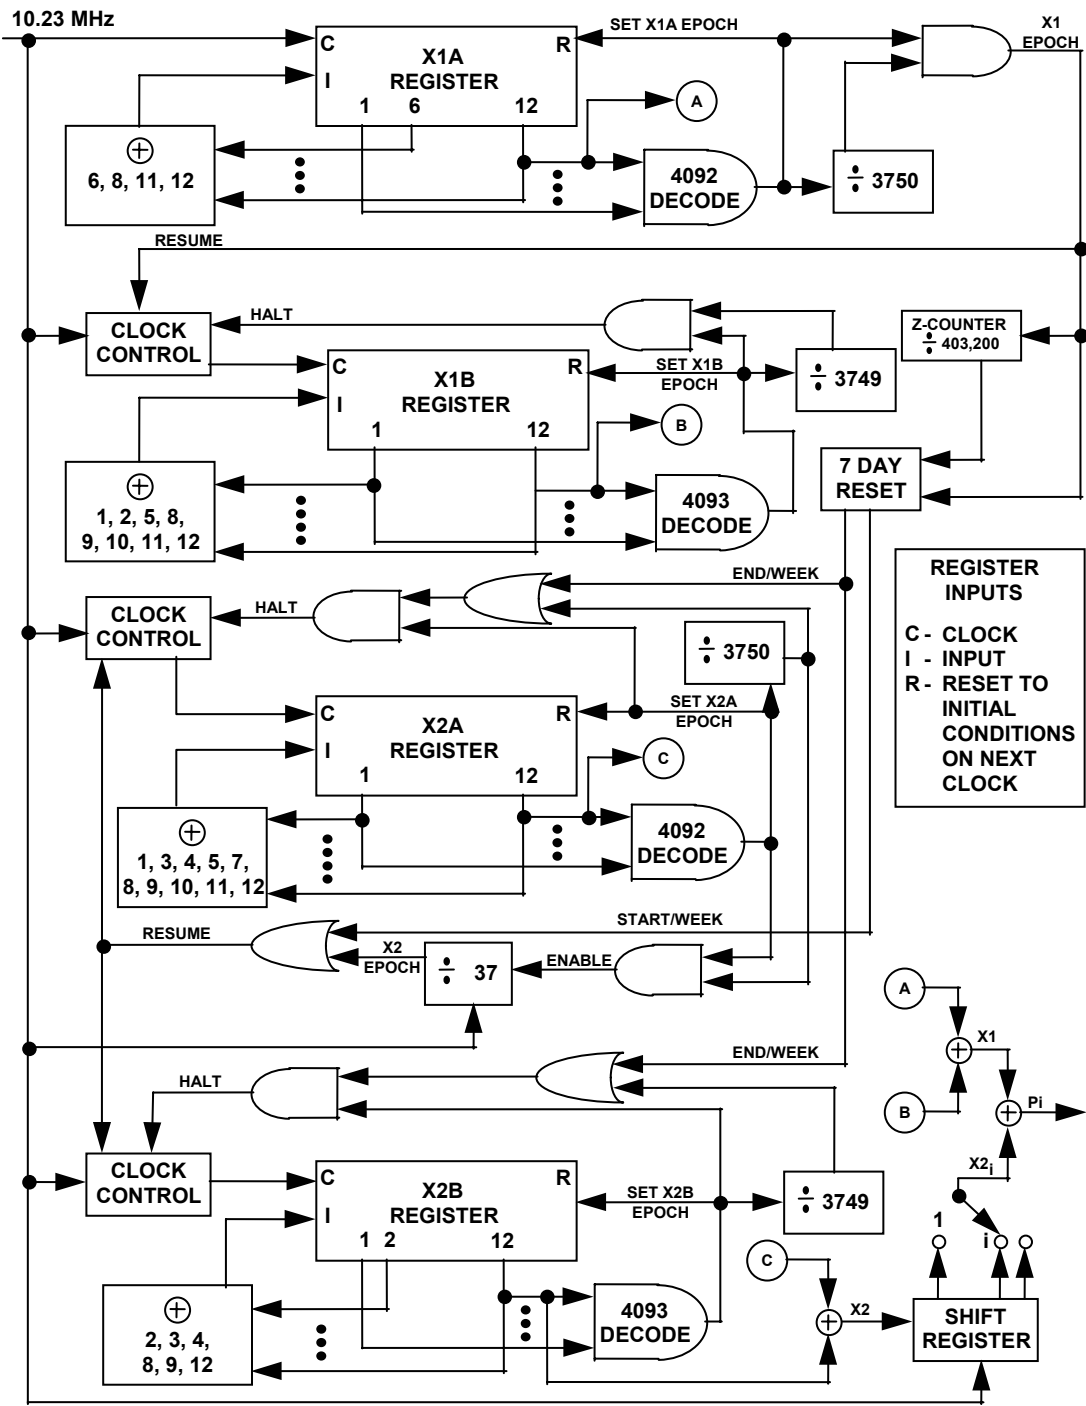 10.23 MHz
C
X1A
REGISTER
R
I
1 6 12
SET X1A EPOCH
X1
EPOCH
A
⊕
6, 8, 11, 12
4092
DECODE
÷ 3750
RESUME
CLOCK
CONTROL
HALT
Z-COUNTER
÷ 403,200
C
X1B
REGISTER
R
I
1 12
SET X1B
EPOCH
÷ 3749
B
⊕
1, 2, 5, 8,
9, 10, 11, 12
4093
DECODE
7 DAY
RESET
END/WEEK
CLOCK
CONTROL
HALT
÷ 3750
REGISTER
INPUTS
C - CLOCK
I - INPUT
R - RESET TO
INITIAL
CONDITIONS
ON NEXT
CLOCK
C
X2A
REGISTER
R
I
1 12
SET X2A
EPOCH
C
⊕
1, 3, 4, 5, 7,
8, 9, 10, 11, 12
4092
DECODE
START/WEEK
RESUME
X2
EPOCH
÷ 37
ENABLE
A
⊕
X1
B
⊕
Pi
X2i
END/WEEK
HALT
CLOCK
CONTROL
C
X2B
REGISTER
R
I
1 2 12
SET X2B
EPOCH
÷ 3749
1
i
C
⊕
2, 3, 4,
8, 9, 12
4093
DECODE
⊕
X2
SHIFT
REGISTER